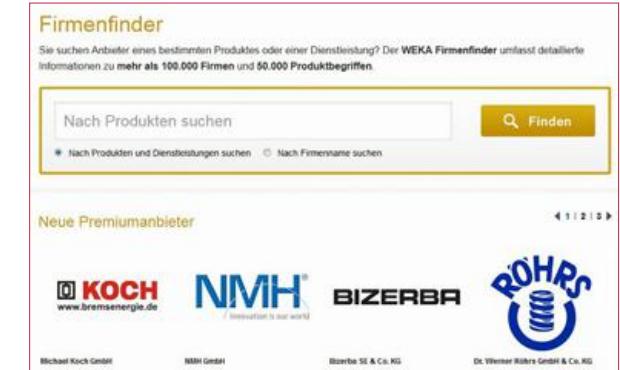 Firmenfinder
Sie suchen Anbieter eines bestimmten Produktes oder einer Dienstleistung? Der WEKA Firmenfinder umfasst detaillierte
Informationen zu mehr als 100.000 Firmen und 50.000 Produktbegriffen.
Nach Produkten suchen
Finden
Nach Produkten und Dienstleistungen suchen
Nach Firmenname suchen
Neue Premiumanbieter
1 | 2 | 3
KOCH
www.bremsenergie.de
NMH®
Innovation is our world
BIZERBA
RÖHRS
Michael Koch GmbH
NMH GmbH
Bizerba SE & Co. KG
Dr. Werner Röhrs GmbH & Co. KG